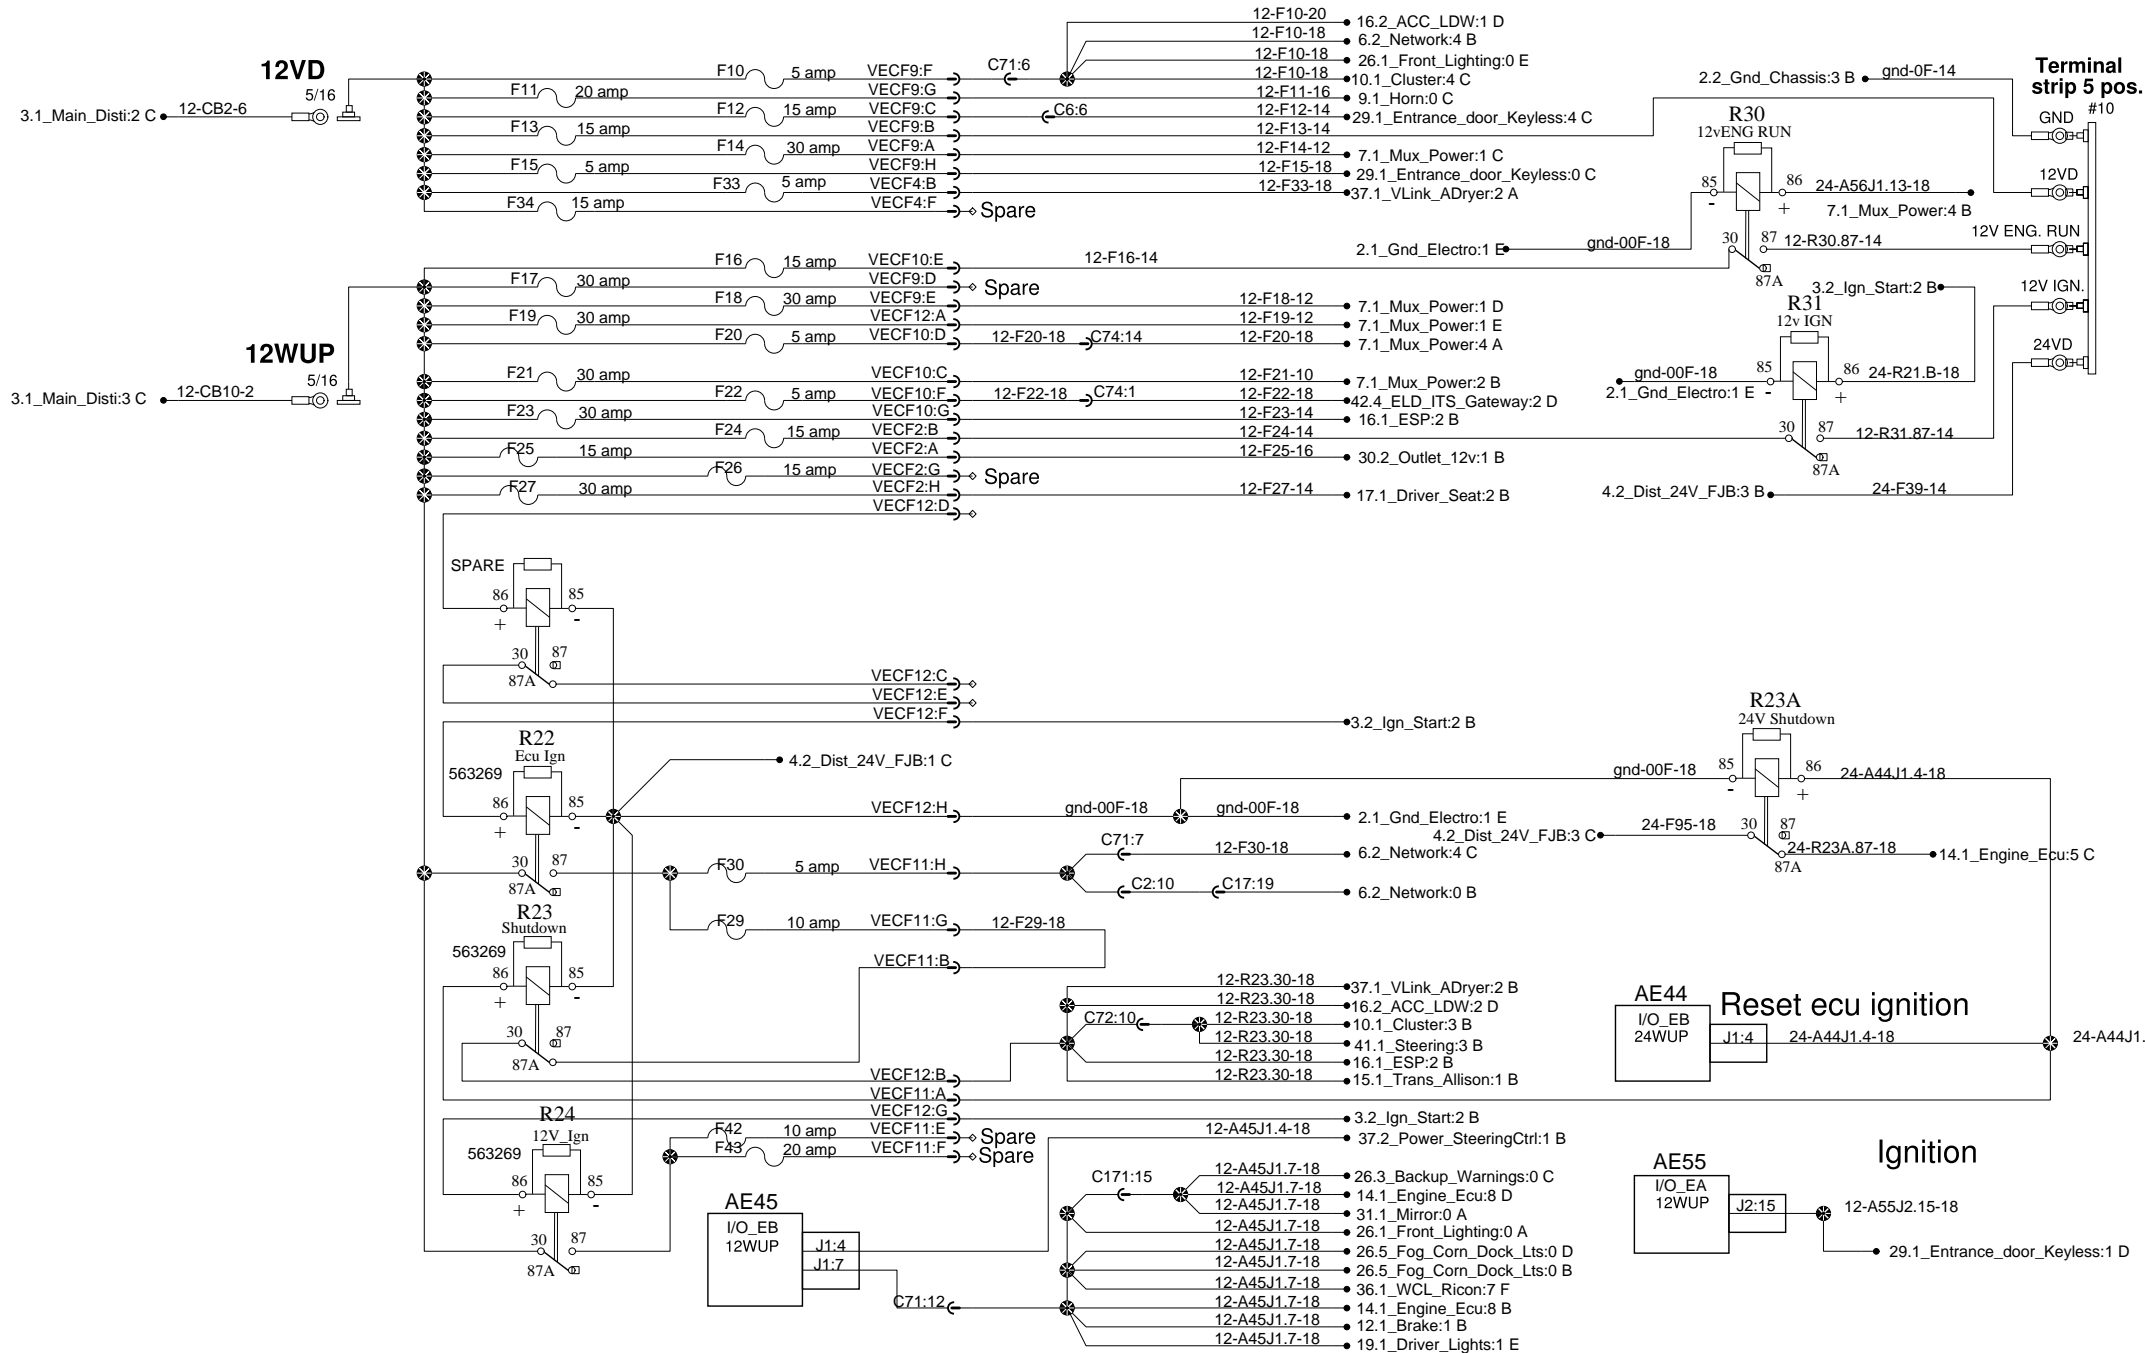 12VD
5/16
3.1_Main_Disti:2 C
12-CB2-6
F10 5 amp VECF9:F C71:6
12-F10-20 16.2_ACC_LDW:1 D
12-F10-18 6.2_Network:4 B
12-F10-18 26.1_Front_Lighting:0 E
12-F10-18 10.1_Cluster:4 C
F11 20 amp VECF9:G 12-F11-16 9.1_Horn:0 C
F12 15 amp VECF9:C C6:6 12-F12-14 29.1_Entrance_door_Keyless:4 C
F13 15 amp VECF9:B 12-F13-14
F14 30 amp VECF9:A 12-F14-12 7.1_Mux_Power:1 C
F15 5 amp VECF9:H 12-F15-18 29.1_Entrance_door_Keyless:0 C
F33 5 amp VECF4:B 12-F33-18 37.1_VLink_ADryer:2 A
F34 15 amp VECF4:F Spare
2.2_Gnd_Chassis:3 B gnd-0F-14
Terminal
strip 5 pos.
#10
GND
12VD
12V ENG. RUN
12V IGN.
24VD
R30
12vENG RUN
85 86
- +
24-A56J1.13-18
7.1_Mux_Power:4 B
2.1_Gnd_Electro:1 E gnd-00F-18
30 87 12-R30.87-14
87A
12WUP
5/16
3.1_Main_Disti:3 C
12-CB10-2
F16 15 amp VECF10:E 12-F16-14
F17 30 amp VECF9:D Spare
F18 30 amp VECF9:E 12-F18-12 7.1_Mux_Power:1 D
F19 30 amp VECF12:A 12-F19-12 7.1_Mux_Power:1 E
F20 5 amp VECF10:D 12-F20-18 C74:14 12-F20-18 7.1_Mux_Power:4 A
F21 30 amp VECF10:C 12-F21-10 7.1_Mux_Power:2 B
F22 5 amp VECF10:F 12-F22-18 C74:1 12-F22-18 42.4_ELD_ITS_Gateway:2 D
F23 30 amp VECF10:G 12-F23-14 16.1_ESP:2 B
F24 15 amp VECF2:B 12-F24-14
F25 15 amp VECF2:A 12-F25-16 30.2_Outlet_12v:1 B
F26 15 amp VECF2:G Spare
F27 30 amp VECF2:H 12-F27-14 17.1_Driver_Seat:2 B
VECF12:D
3.2_Ign_Start:2 B
R31
12v IGN
gnd-00F-18 85 86 24-R21.B-18
2.1_Gnd_Electro:1 E - +
30 87 12-R31.87-14
87A
4.2_Dist_24V_FJB:3 B 24-F39-14
SPARE
86 85
+ -
30 87
87A
VECF12:C
VECF12:E
VECF12:F 3.2_Ign_Start:2 B
R22
Ecu Ign
563269
86 85
+ -
4.2_Dist_24V_FJB:1 C
VECF12:H gnd-00F-18 gnd-00F-18 2.1_Gnd_Electro:1 E
30 87
87A
F30 5 amp VECF11:H
C71:7 12-F30-18 6.2_Network:4 C
C2:10 C17:19 6.2_Network:0 B
R23A
24V Shutdown
gnd-00F-18 85 86 24-A44J1.4-18
- +
4.2_Dist_24V_FJB:3 C 24-F95-18 30 87
24-R23A.87-18 14.1_Engine_Ecu:5 C
87A
R23
Shutdown
563269
F29 10 amp VECF11:G 12-F29-18
VECF11:B
86 85
+ -
30 87
87A
12-R23.30-18 37.1_VLink_ADryer:2 B
12-R23.30-18 16.2_ACC_LDW:2 D
C72:10 12-R23.30-18 10.1_Cluster:3 B
12-R23.30-18 41.1_Steering:3 B
12-R23.30-18 16.1_ESP:2 B
VECF12:B 12-R23.30-18 15.1_Trans_Allison:1 B
VECF11:A
VECF12:G 3.2_Ign_Start:2 B
AE44
Reset ecu ignition
I/O_EB
24WUP
J1:4 24-A44J1.4-18 24-A44J1.
R24
12V_Ign
563269
86 85
+ -
30 87
87A
F42 10 amp VECF11:E Spare
F43 20 amp VECF11:F Spare
12-A45J1.4-18 37.2_Power_SteeringCtrl:1 B
AE45
I/O_EB
12WUP
J1:4
J1:7
C71:12
C171:15
12-A45J1.7-18 26.3_Backup_Warnings:0 C
12-A45J1.7-18 14.1_Engine_Ecu:8 D
12-A45J1.7-18 31.1_Mirror:0 A
12-A45J1.7-18 26.1_Front_Lighting:0 A
12-A45J1.7-18 26.5_Fog_Corn_Dock_Lts:0 D
12-A45J1.7-18 26.5_Fog_Corn_Dock_Lts:0 B
12-A45J1.7-18 36.1_WCL_Ricon:7 F
12-A45J1.7-18 14.1_Engine_Ecu:8 B
12-A45J1.7-18 12.1_Brake:1 B
12-A45J1.7-18 19.1_Driver_Lights:1 E
Ignition
AE55
I/O_EA
12WUP
J2:15 12-A55J2.15-18
29.1_Entrance_door_Keyless:1 D